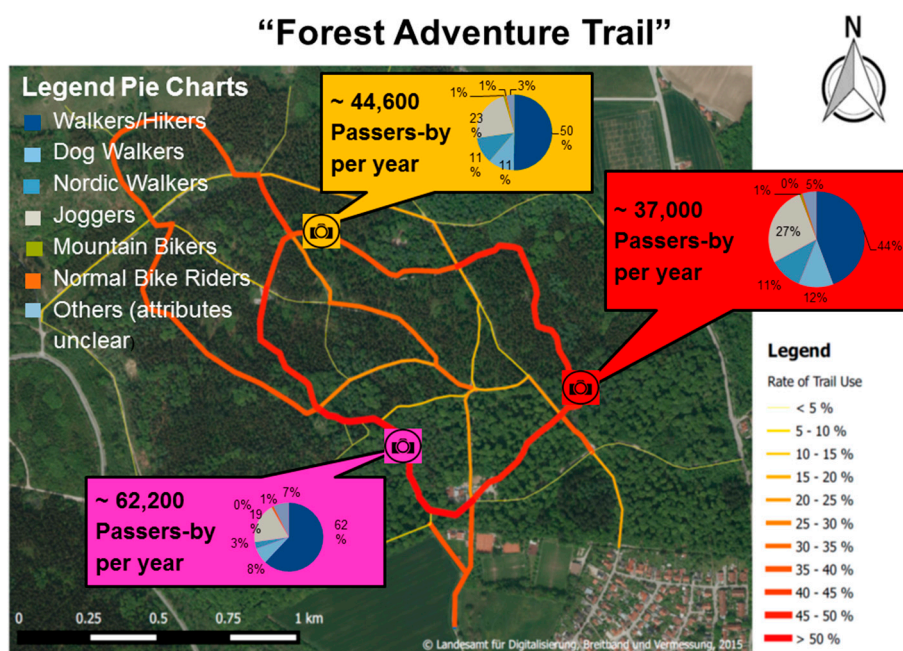 “Forest Adventure Trail”
N
Legend Pie Charts
Walkers/Hikers
Dog Walkers
Nordic Walkers
Joggers
Mountain Bikers
Normal Bike Riders
Others (attributes
unclear)
~ 44,600
Passers-by
per year
1%
1%
3%
23
%
50
%
11
%
11
%
~ 37,000
Passers-by
per year
1%
0%
5%
27%
44%
11%
12%
~ 62,200
Passers-by
per year
0%
1%
7%
19
%
62
%
3%
8%
Legend
Rate of Trail Use
< 5 %
5 - 10 %
10 - 15 %
15 - 20 %
20 - 25 %
25 - 30 %
30 - 35 %
35 - 40 %
40 - 45 %
45 - 50 %
> 50 %
0 0.25 0.5 0.75 1 km
© Landesamt für Digitalisierung, Breitband und Vermessung, 2015